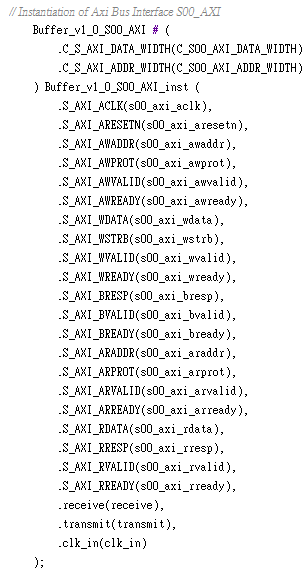 // Instantiation of Axi Bus Interface S00_AXI
Buffer_v1_0_S00_AXI # (
.C_S_AXI_DATA_WIDTH(C_S00_AXI_DATA_WIDTH)
.C_S_AXI_ADDR_WIDTH(C_S00_AXI_ADDR_WIDTH)
) Buffer_v1_0_S00_AXI_inst (
.S_AXI_ACLK(s00_axi_aclk),
.S_AXI_ARESETN(s00_axi_aresetn),
.S_AXI_AWADDR(s00_axi_awaddr),
.S_AXI_AWPROT(s00_axi_awprot),
.S_AXI_AWVALID(s00_axi_awvalid),
.S_AXI_AWREADY(s00_axi_awready),
.S_AXI_WDATA(s00_axi_wdata),
.S_AXI_WSTRB(s00_axi_wstrb),
.S_AXI_WVALID(s00_axi_wvalid),
.S_AXI_WREADY(s00_axi_wready),
.S_AXI_BRESP(s00_axi_bresp),
.S_AXI_BVALID(s00_axi_bvalid),
.S_AXI_BREADY(s00_axi_bready),
.S_AXI_ARADDR(s00_axi_araddr),
.S_AXI_ARPROT(s00_axi_arprot),
.S_AXI_ARVALID(s00_axi_arvalid),
.S_AXI_ARREADY(s00_axi_arready),
.S_AXI_RDATA(s00_axi_rdata),
.S_AXI_RRESP(s00_axi_rresp),
.S_AXI_RVALID(s00_axi_rvalid),
.S_AXI_RREADY(s00_axi_rready),
.receive(receive),
.transmit(transmit),
.clk_in(clk_in)
);